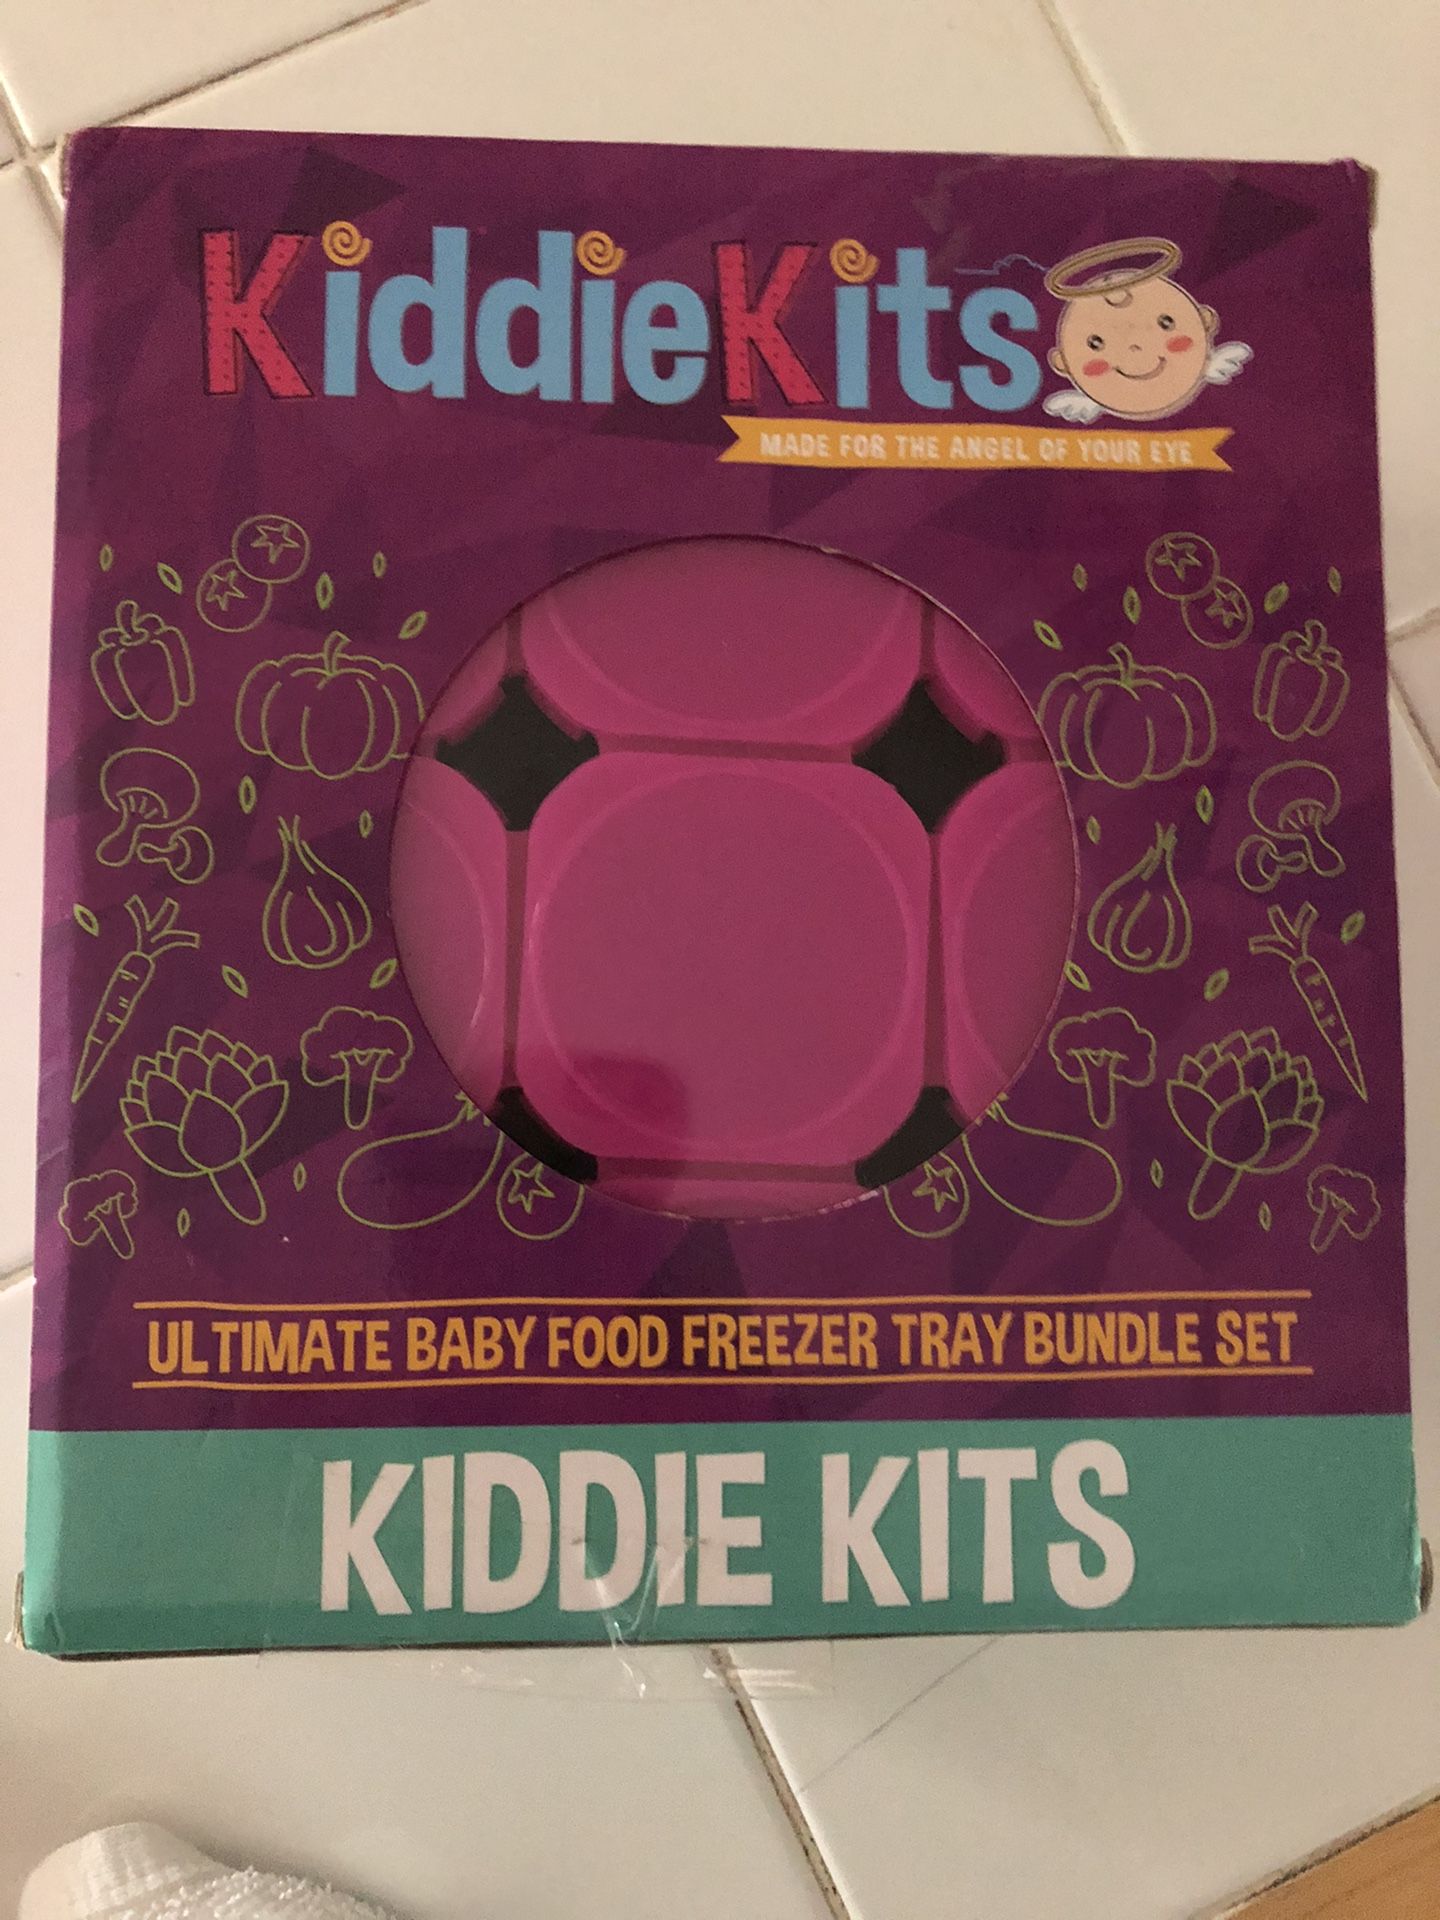 KiddieKits
MADE FOR THE ANGEL OF YOUR EYE
ULTIMATE BABY FOOD FREEZER TRAY BUNDLE SET
KIDDIE KITS